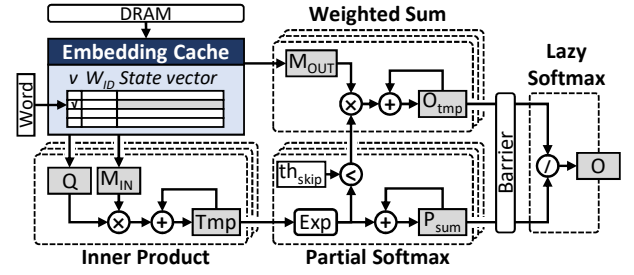 DRAM
Weighted Sum
Embedding Cache
v W_ID State vector
Word
v
M_OUT
×
+
O_tmp
Lazy
Softmax
Barrier
/
O
Q
M_IN
th_skip
<
×
+
Tmp
Exp
+
P_sum
Inner Product
Partial Softmax